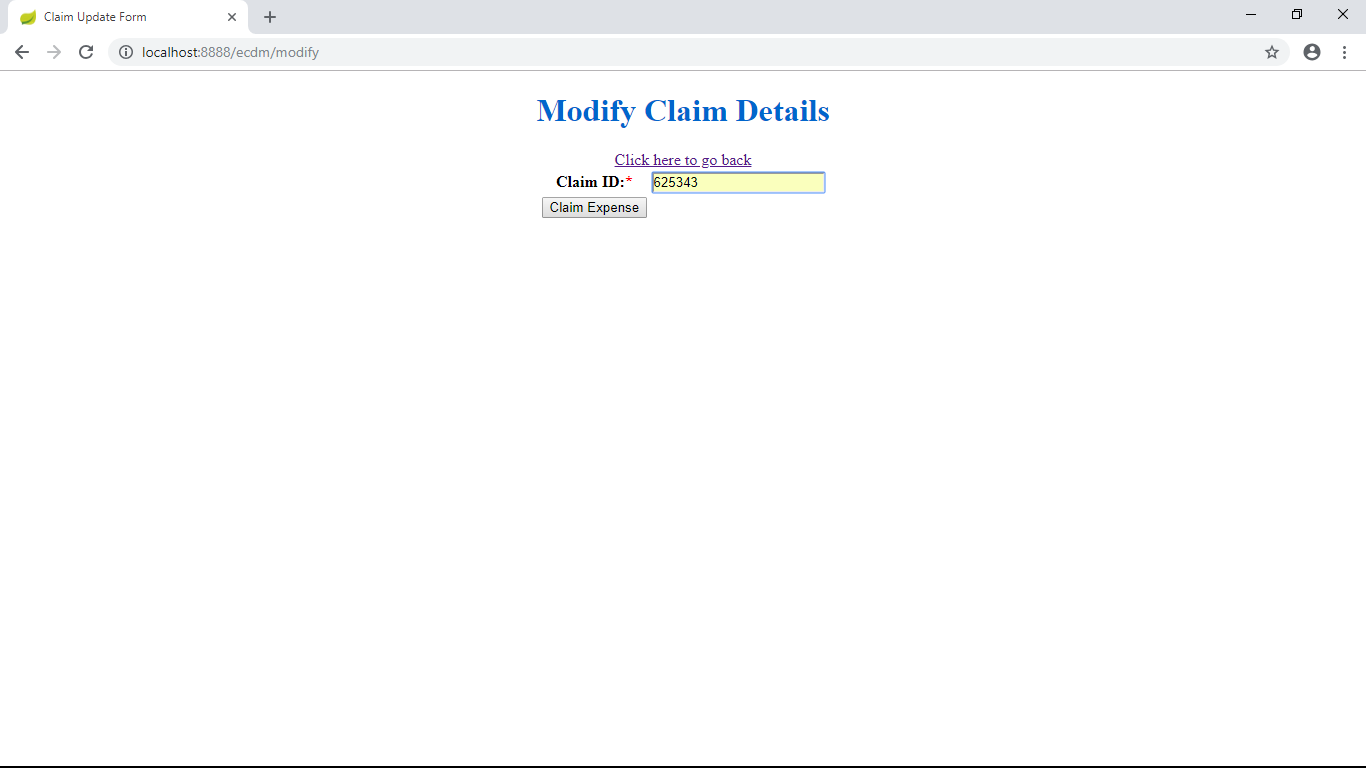 Claim Update Form
localhost:8888/ecdm/modify
Modify Claim Details
Click here to go back
Claim ID:* 625343
Claim Expense